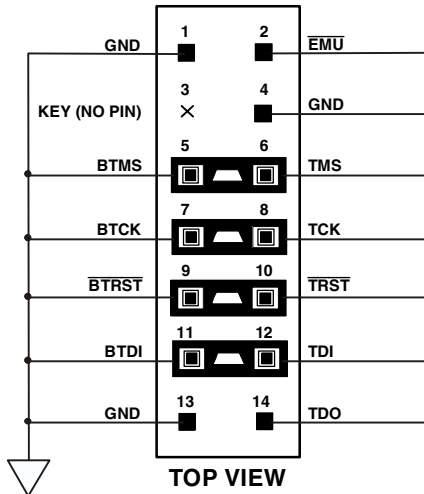 1 2
GND EMU
3 4
KEY (NO PIN) GND
5 6
BTMS TMS
7 8
BTCK TCK
9 10
BTRST TRST
11 12
BTDI TDI
13 14
GND TDO
TOP VIEW